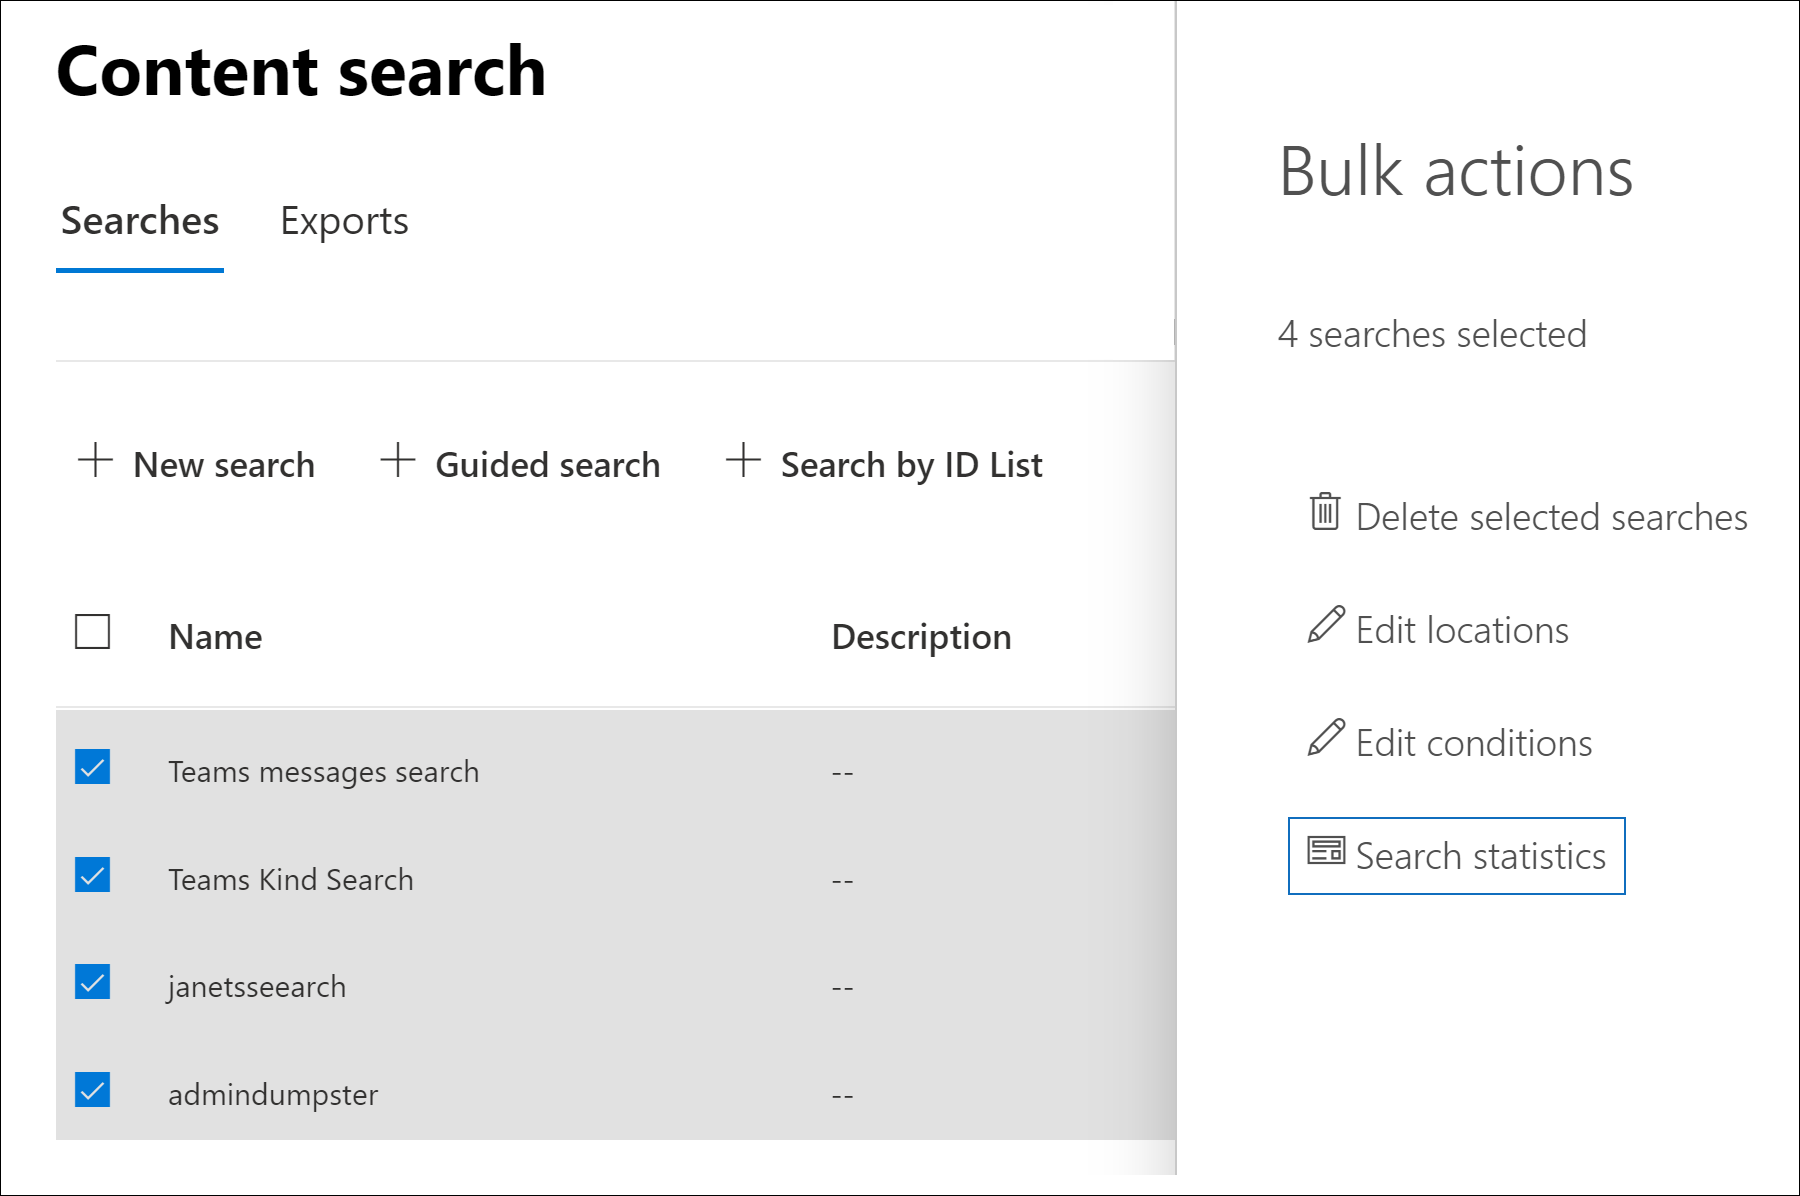 Content search
Searches
Exports
New search
Guided search
Search by ID List
Name
Description
Teams messages search
--
Teams Kind Search
--
janetsseearch
--
admindumpster
--
Bulk actions
4 searches selected
Delete selected searches
Edit locations
Edit conditions
Search statistics